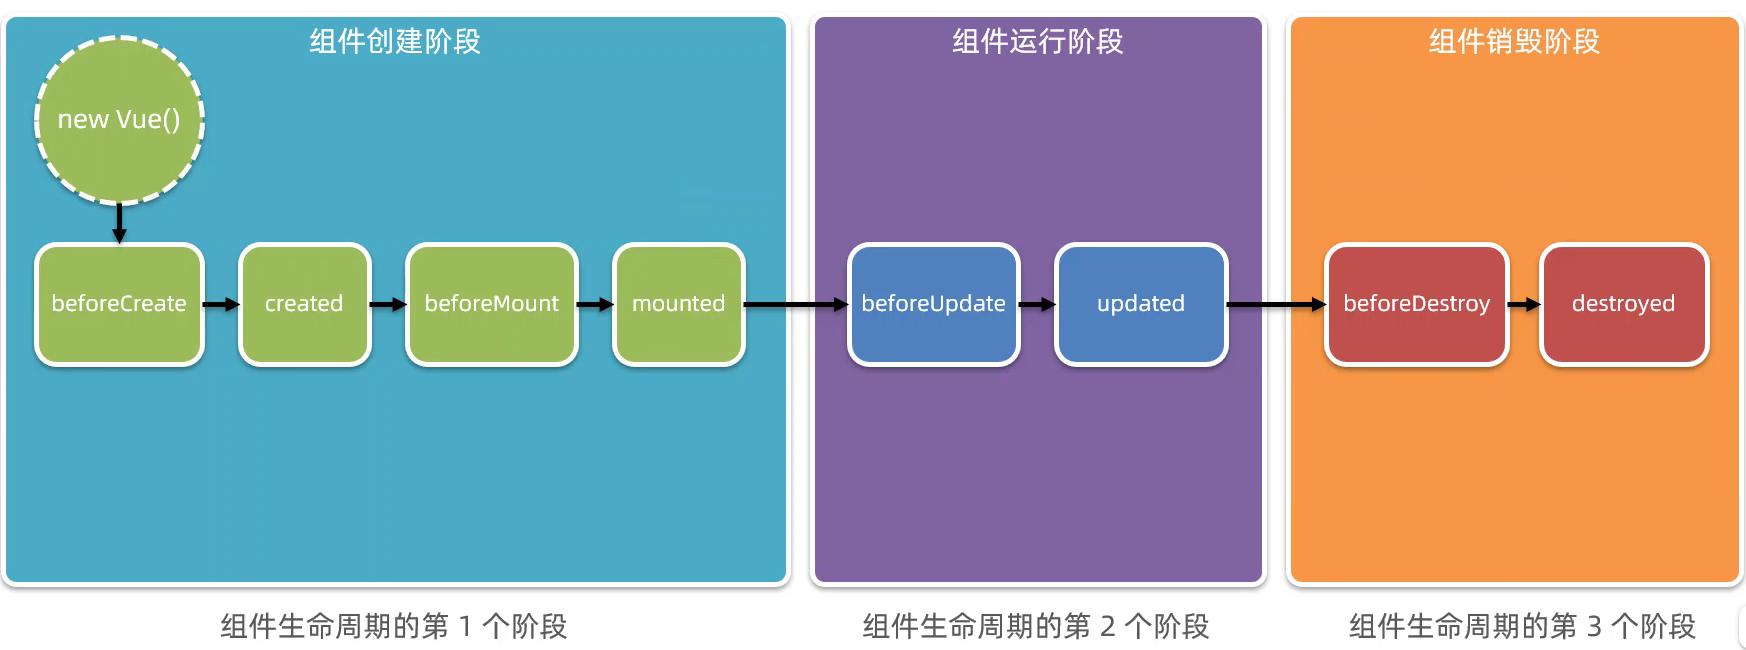 组件创建阶段
组件运行阶段
组件销毁阶段
new Vue()
beforeCreate
created
beforeMount
mounted
beforeUpdate
updated
beforeDestroy
destroyed
组件生命周期的第 1 个阶段
组件生命周期的第 2 个阶段
组件生命周期的第 3 个阶段